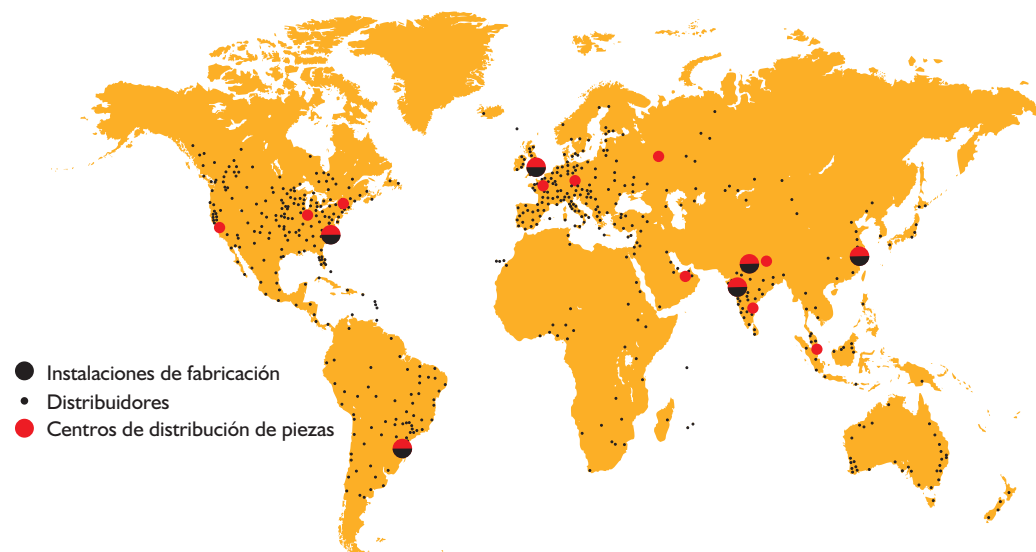 Instalaciones de fabricación
Distribuidores
Centros de distribución de piezas